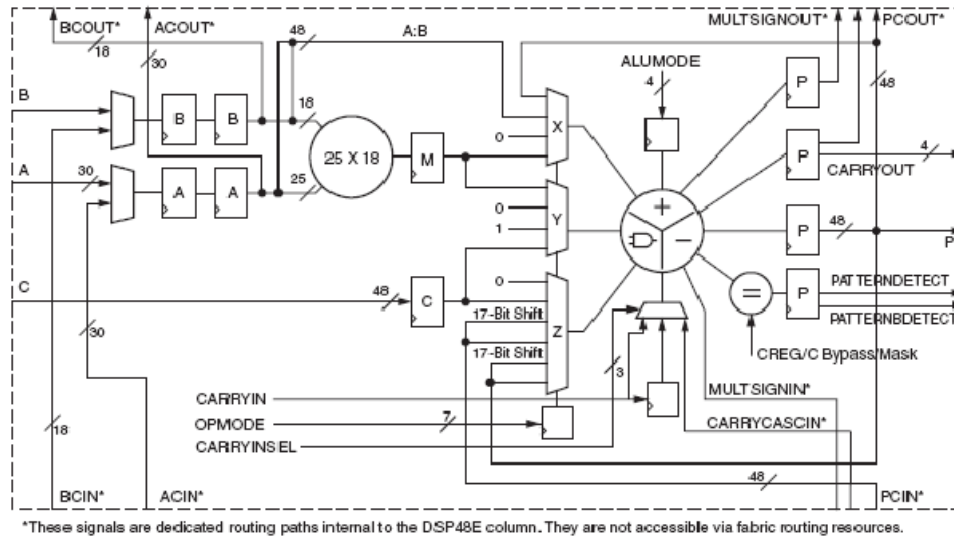 BCOUT* ACOUT* MULTSIGNOUT* PCOUT*
18 30 48 A:B ALUMODE 4 48
B B B 18 0 X P
25 X 18 M
A 30 A A 25 P 4 CARRYOUT
0 1 Y + − P 48 P
C 48 C 0 = P PATTERNDETECT
PATTERNBDETECT
17-Bit Shift Z
17-Bit Shift
30 3 CREG/C Bypass/Mask
CARRYIN MULTSIGNIN*
18 OPMODE 7 CARRYCASCIN*
CARRYINSEL
48
BCIN* ACIN* PCIN*
*These signals are dedicated routing paths internal to the DSP48E column. They are not accessible via fabric routing resources.